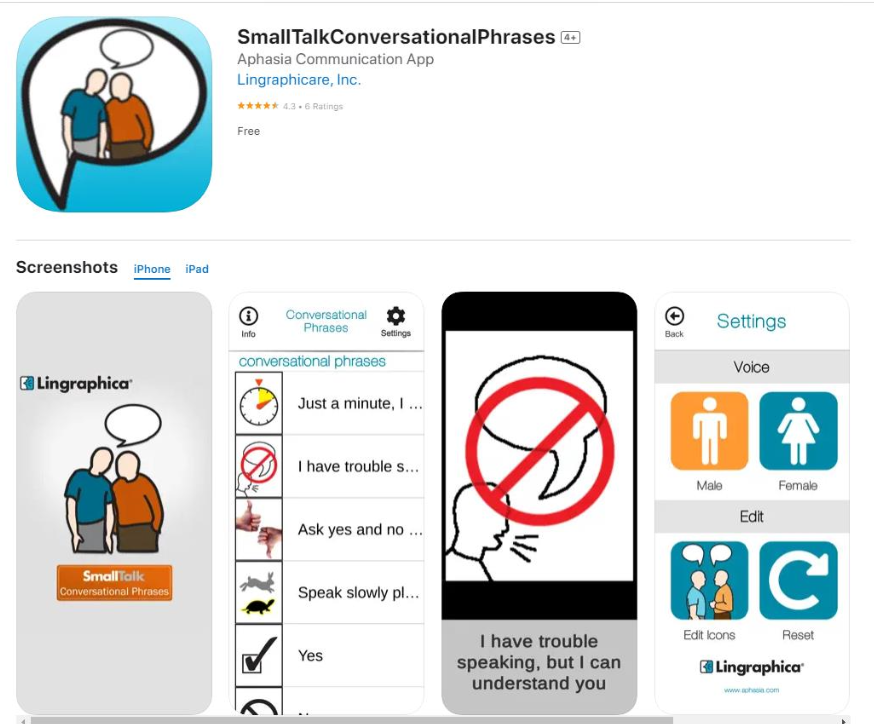 SmallTalkConversationalPhrases 4+
Aphasia Communication App
Lingraphicare, Inc.
4.3 • 6 Ratings
Free
Screenshots iPhone iPad
Lingraphica®
SmallTalk
Conversational Phrases
Info
Conversational
Phrases
Settings
conversational phrases
Just a minute, I ...
I have trouble s...
Ask yes and no ...
Speak slowly pl...
Yes
I have trouble
speaking, but I can
understand you
Back
Settings
Voice
Male Female
Edit
Edit Icons Reset
Lingraphica®
www.aphasia.com